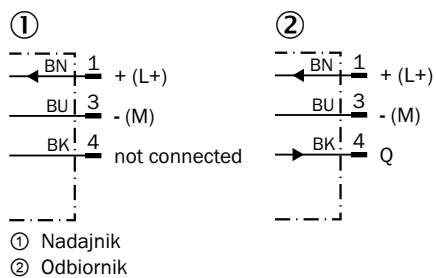 ① ②
BN 1 + (L+)
BU 3 - (M)
BK 4 not connected
BN 1 + (L+)
BU 3 - (M)
BK 4 Q
① Nadajnik
② Odbiornik